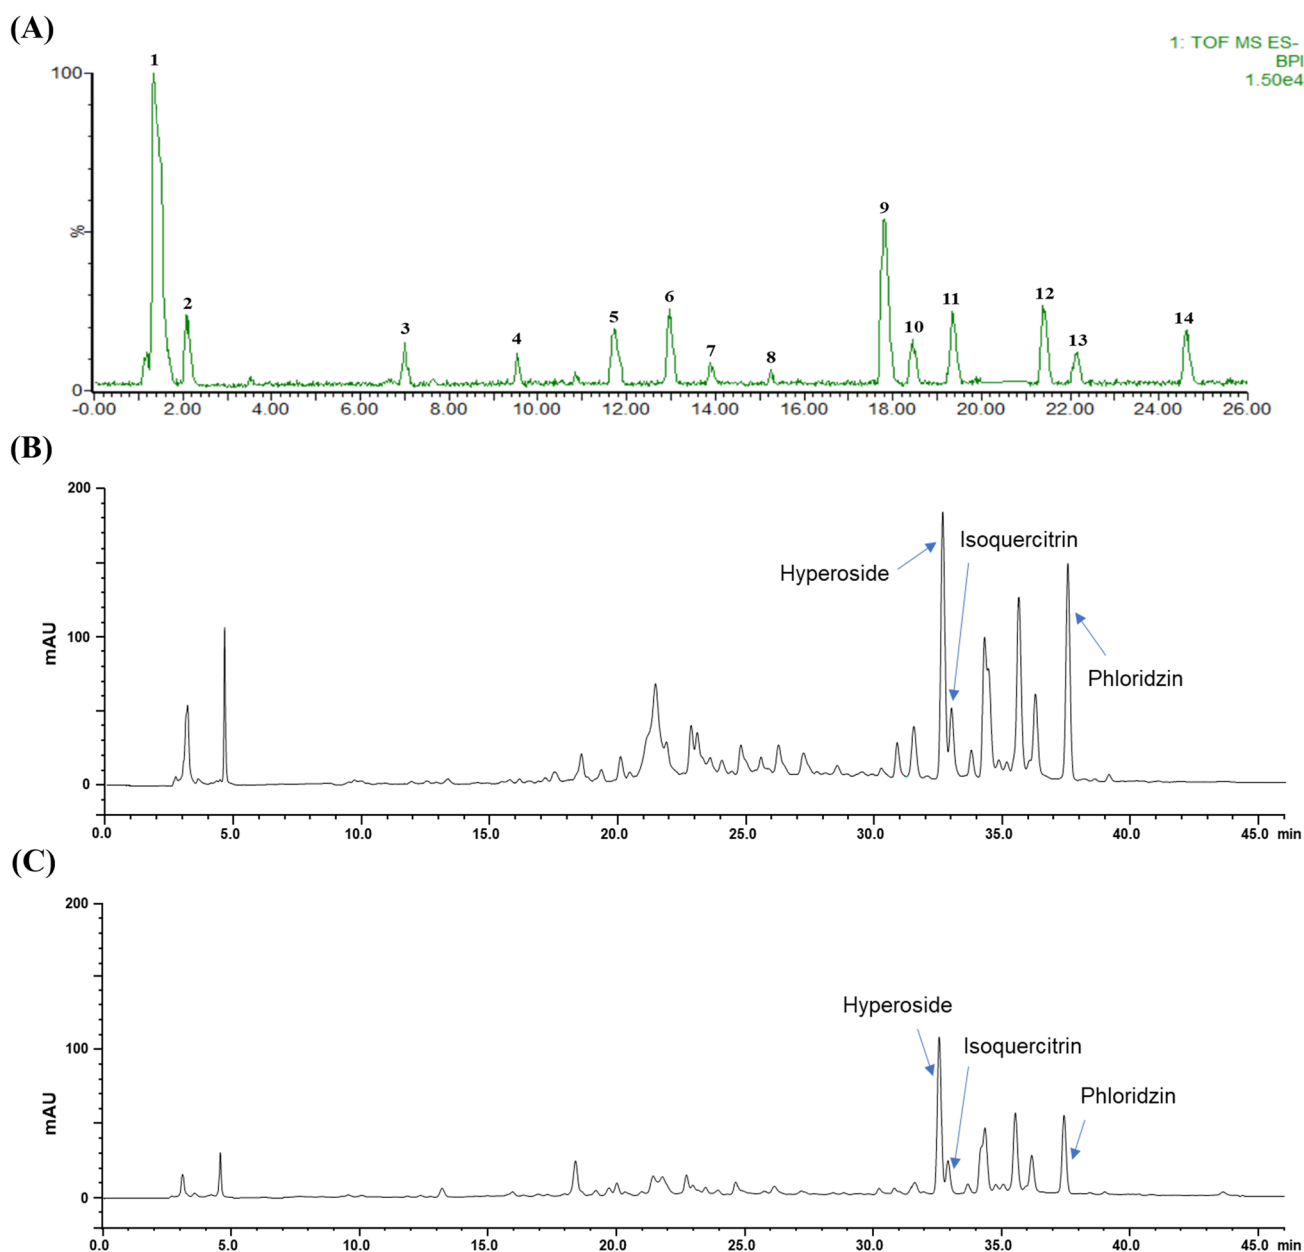 (A)
1: TOF MS ES-
BPI
1.50e4
100
%
0
1
2
3
4
5
6
7
8
9
10
11
12
13
14
-0.00 2.00 4.00 6.00 8.00 10.00 12.00 14.00 16.00 18.00 20.00 22.00 24.00 26.00
(B)
200
100
0
mAU
Hyperoside
Isoquercitrin
Phloridzin
0.0 5.0 10.0 15.0 20.0 25.0 30.0 35.0 40.0 45.0 min
(C)
200
100
0
mAU
Hyperoside
Isoquercitrin
Phloridzin
0.0 5.0 10.0 15.0 20.0 25.0 30.0 35.0 40.0 45.0 min